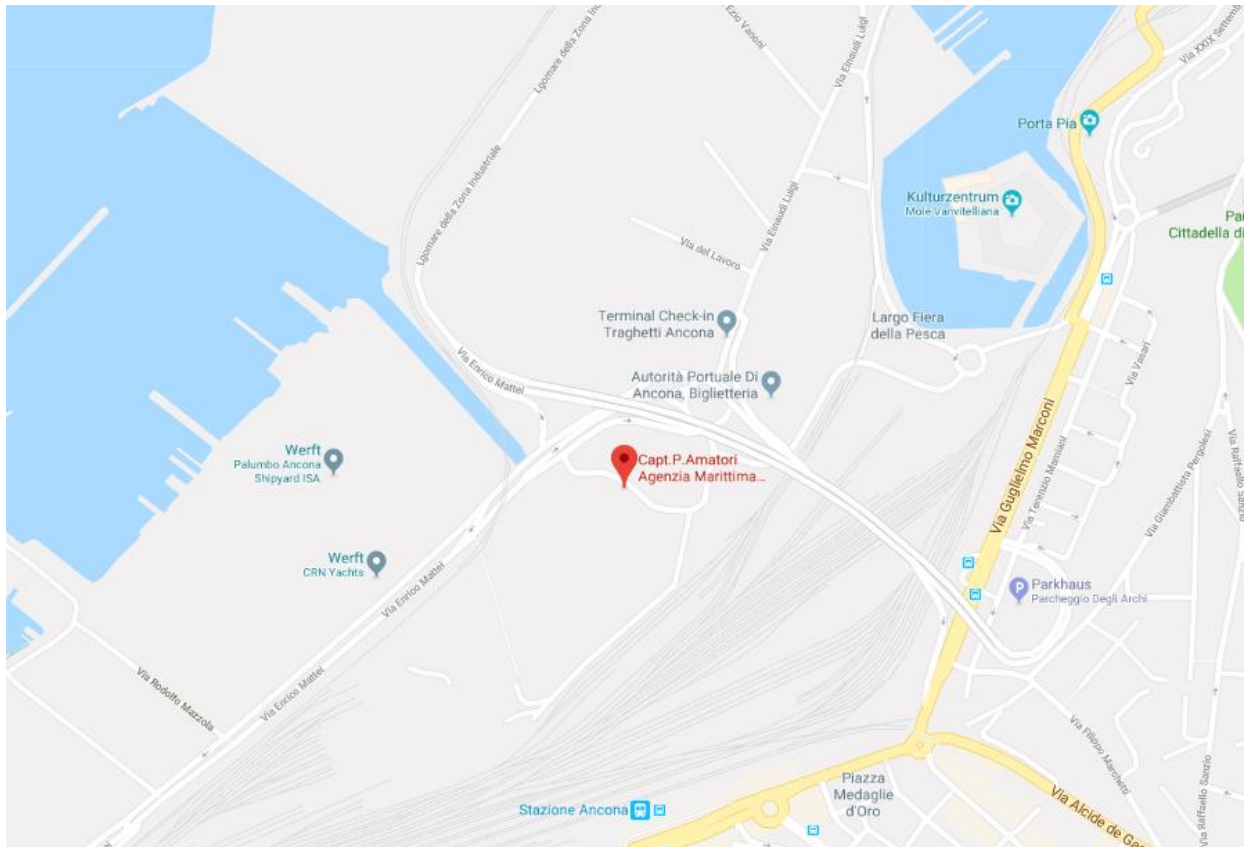 Lgomare della Zona Ind
Ezio Vanoni
Via Einaudi Luigi
Via XXIX Settemb
Porta Pia
Lgomare della Zona Industriale
Kulturzentrum
Mole Vanvitelliana
Via Einaudi Luigi
Pa
Cittadella di
Via del Lavoro
Terminal Check-in
Traghetti Ancona
Largo Fiera
della Pesca
Via Enrico Mattei
Via Vasari
Autorità Portuale Di
Ancona, Biglietteria
Via Guglielmo Marconi
Via Terenzio Mamiani
Via Giambattista Pergolesi
Via Raffaello Sanzio
Werft
Palumbo Ancona
Shipyard ISA
Capt.P.Amatori
Agenzia Marittima...
Werft
CRN Yachts
Via Enrico Mattei
P
Parkhaus
Parcheggio Degli Archi
Via Rodolfo Mazzola
Via Enrico Mattei
Via Filippo Marchetti
Via Raffaello Sanzio
Piazza
Medaglie
d'Oro
Stazione Ancona
Via Alcide de Gas